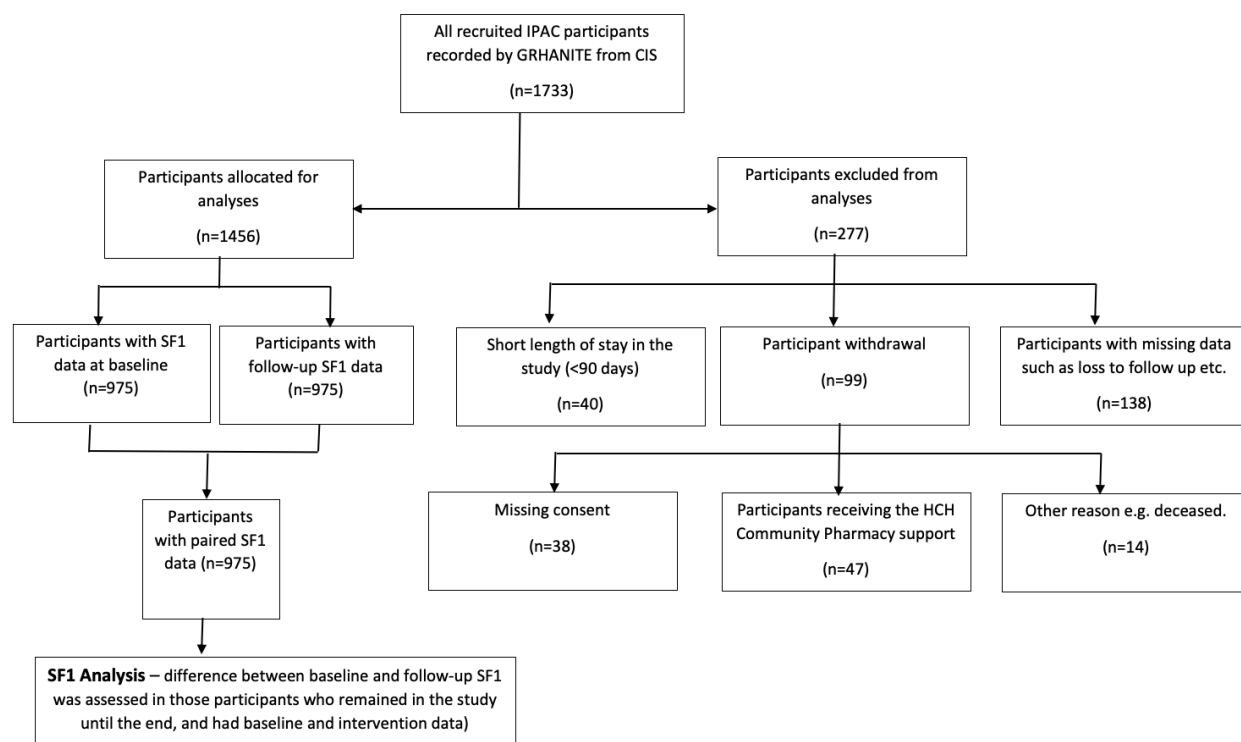 All recruited IPAC participants
recorded by GRHANITE from CIS
(n=1733)
Participants allocated for
analyses
(n=1456)
Participants excluded from
analyses
(n=277)
Participants with SF1
data at baseline
(n=975)
Participants with
follow-up SF1 data
(n=975)
Short length of stay in the
study (<90 days)
(n=40)
Participant withdrawal
(n=99)
Participants with missing data
such as loss to follow up etc.
(n=138)
Participants
with paired SF1
data (n=975)
Missing consent
(n=38)
Participants receiving the HCH
Community Pharmacy support
(n=47)
Other reason e.g. deceased.
(n=14)
SF1 Analysis – difference between baseline and follow-up SF1
was assessed in those participants who remained in the study
until the end, and had baseline and intervention data)